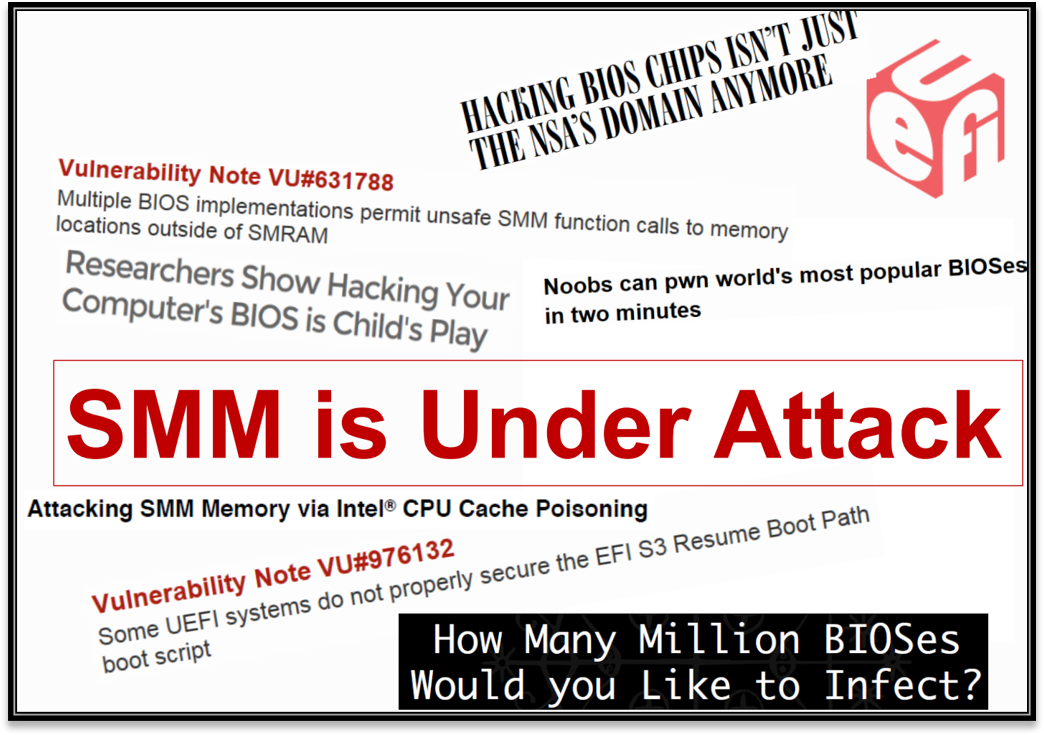 HACKING BIOS CHIPS ISN'T JUST
THE NSA'S DOMAIN ANYMORE
UEFI
Vulnerability Note VU#631788
Multiple BIOS implementations permit unsafe SMM function calls to memory
locations outside of SMRAM
Researchers Show Hacking Your
Computer's BIOS is Child's Play
Noobs can pwn world's most popular BIOSes
in two minutes
SMM is Under Attack
Attacking SMM Memory via Intel® CPU Cache Poisoning
Vulnerability Note VU#976132
Some UEFI systems do not properly secure the EFI S3 Resume Boot Path
boot script
How Many Million BIOSes
Would you Like to Infect?